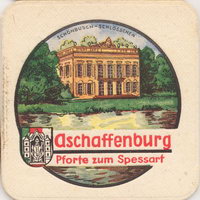 SCHÖNBUSCH-SCHLÖSSCHEN
Aschaffenburg
Pforte zum Spessart